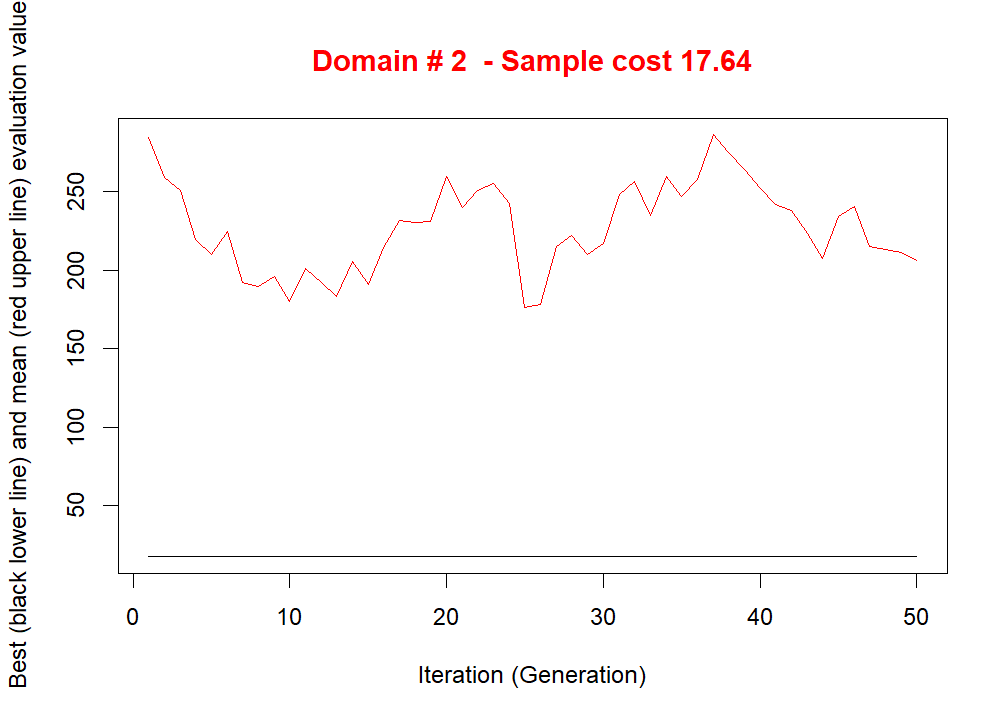 Domain # 2  - Sample cost 17.64
Best (black lower line) and mean (red upper line) evaluation value
250
200
150
100
50
0 10 20 30 40 50
Iteration (Generation)